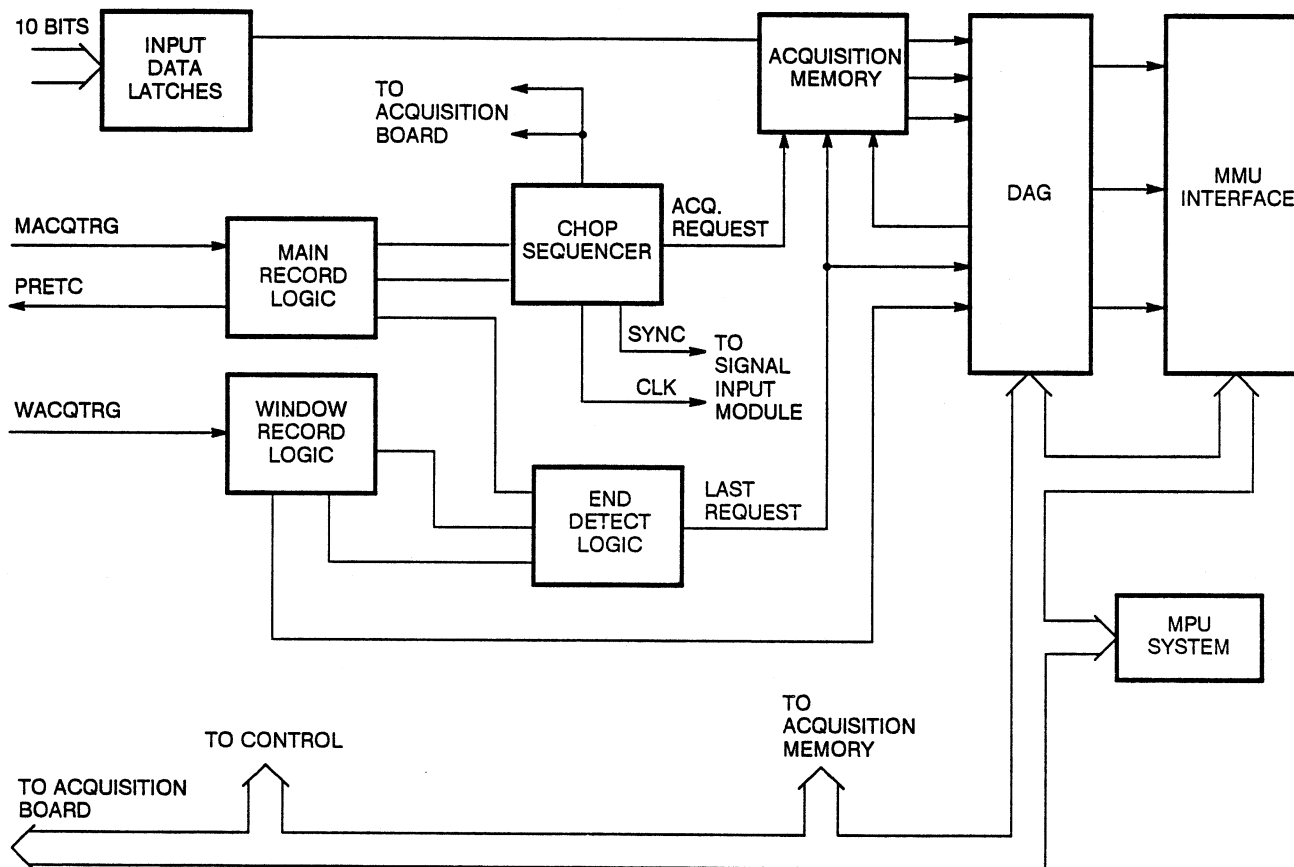 10 BITS
INPUT
DATA
LATCHES
ACQUISITION
MEMORY
TO
ACQUISITION
BOARD
DAG
MMU
INTERFACE
MACQTRG
PRETC
MAIN
RECORD
LOGIC
CHOP
SEQUENCER
ACQ.
REQUEST
SYNC
CLK
TO
SIGNAL
INPUT
MODULE
WACQTRG
WINDOW
RECORD
LOGIC
END
DETECT
LOGIC
LAST
REQUEST
MPU
SYSTEM
TO
ACQUISITION
MEMORY
TO CONTROL
TO ACQUISITION
BOARD